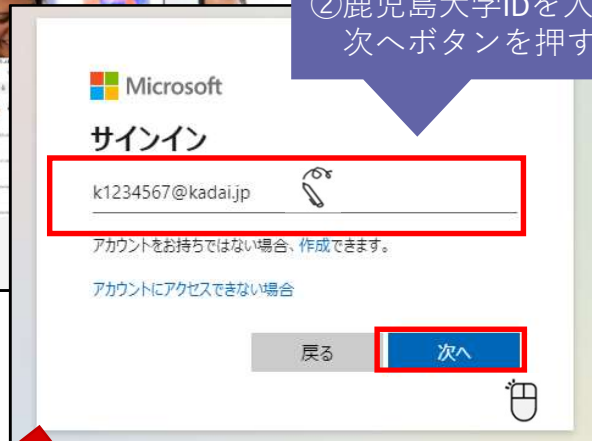 ②鹿児島大学IDを入
次へボタンを押す
Microsoft
サインイン
k1234567@kadai.jp
アカウントをお持ちではない場合、作成できます。
アカウントにアクセスできない場合
戻る
次へ